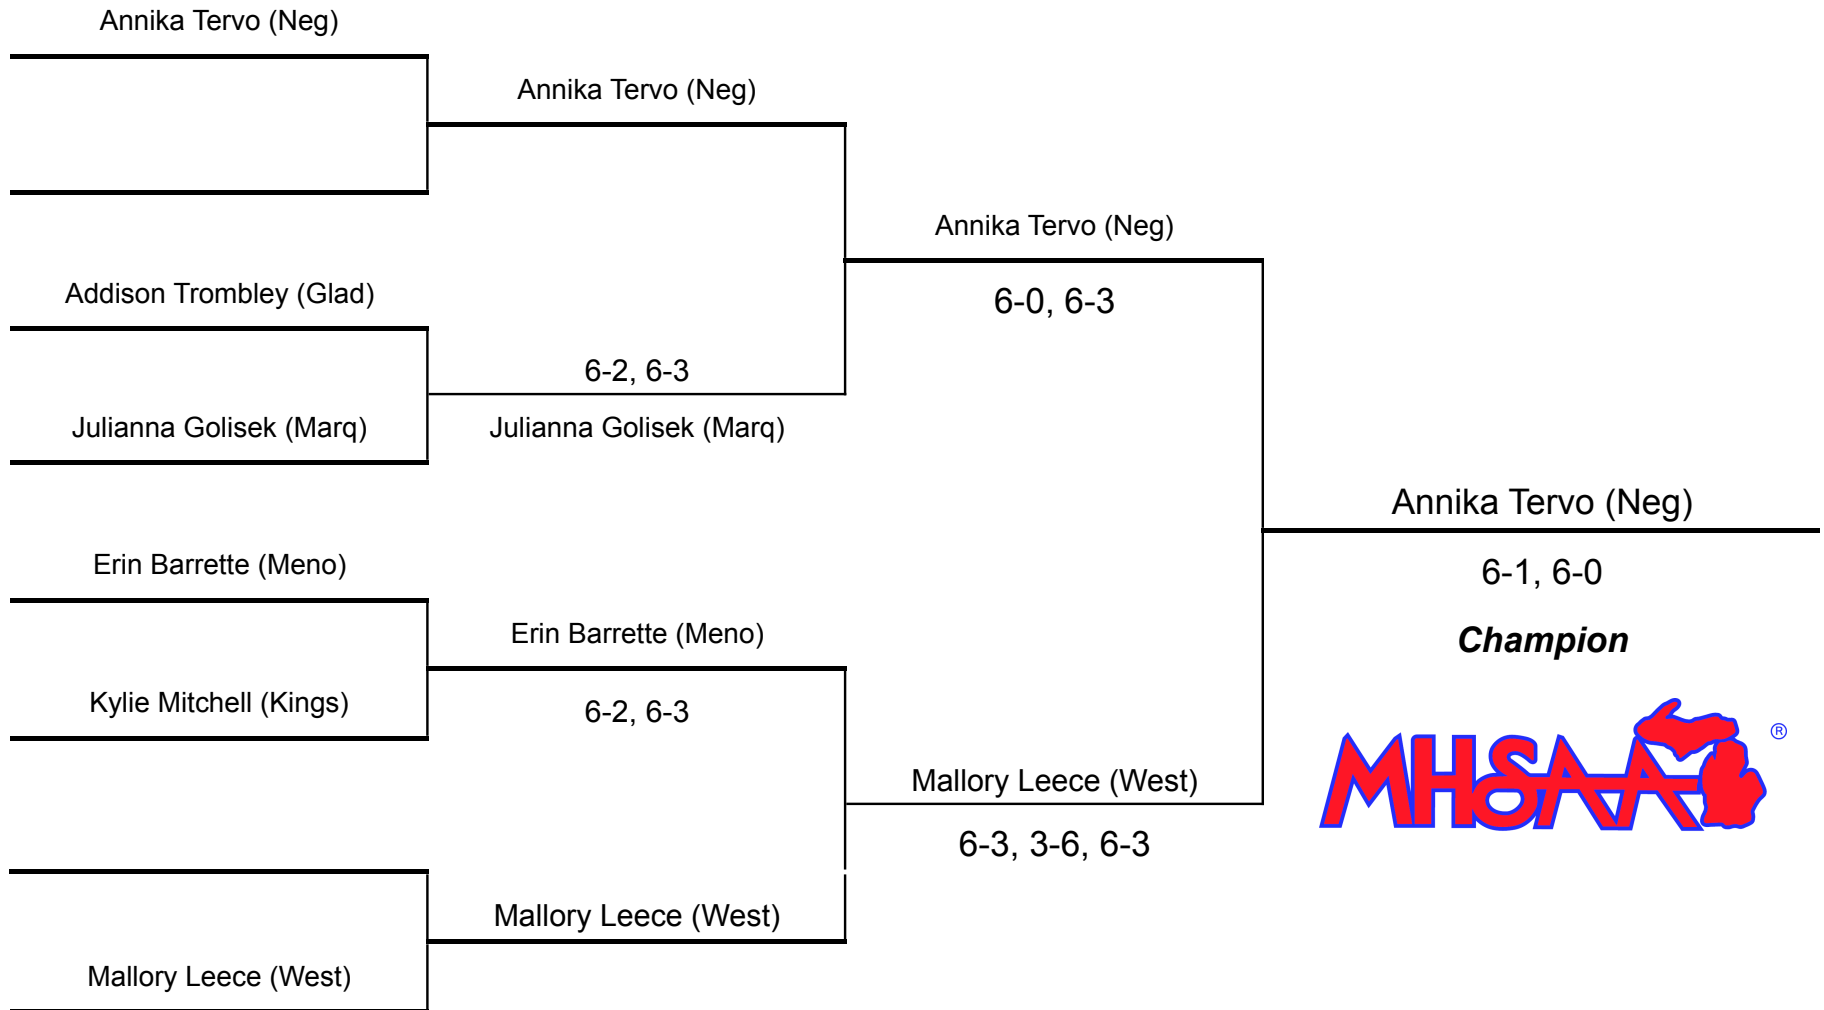 Annika Tervo (Neg)
Annika Tervo (Neg)
Annika Tervo (Neg)
Addison Trombley (Glad)
6-0, 6-3
6-2, 6-3
Julianna Golisek (Marq)
Julianna Golisek (Marq)
Annika Tervo (Neg)
6-1, 6-0
Champion
Erin Barrette (Meno)
Erin Barrette (Meno)
Kylie Mitchell (Kings)
6-2, 6-3
Mallory Leece (West)
6-3, 3-6, 6-3
MHSAA ®
Mallory Leece (West)
Mallory Leece (West)